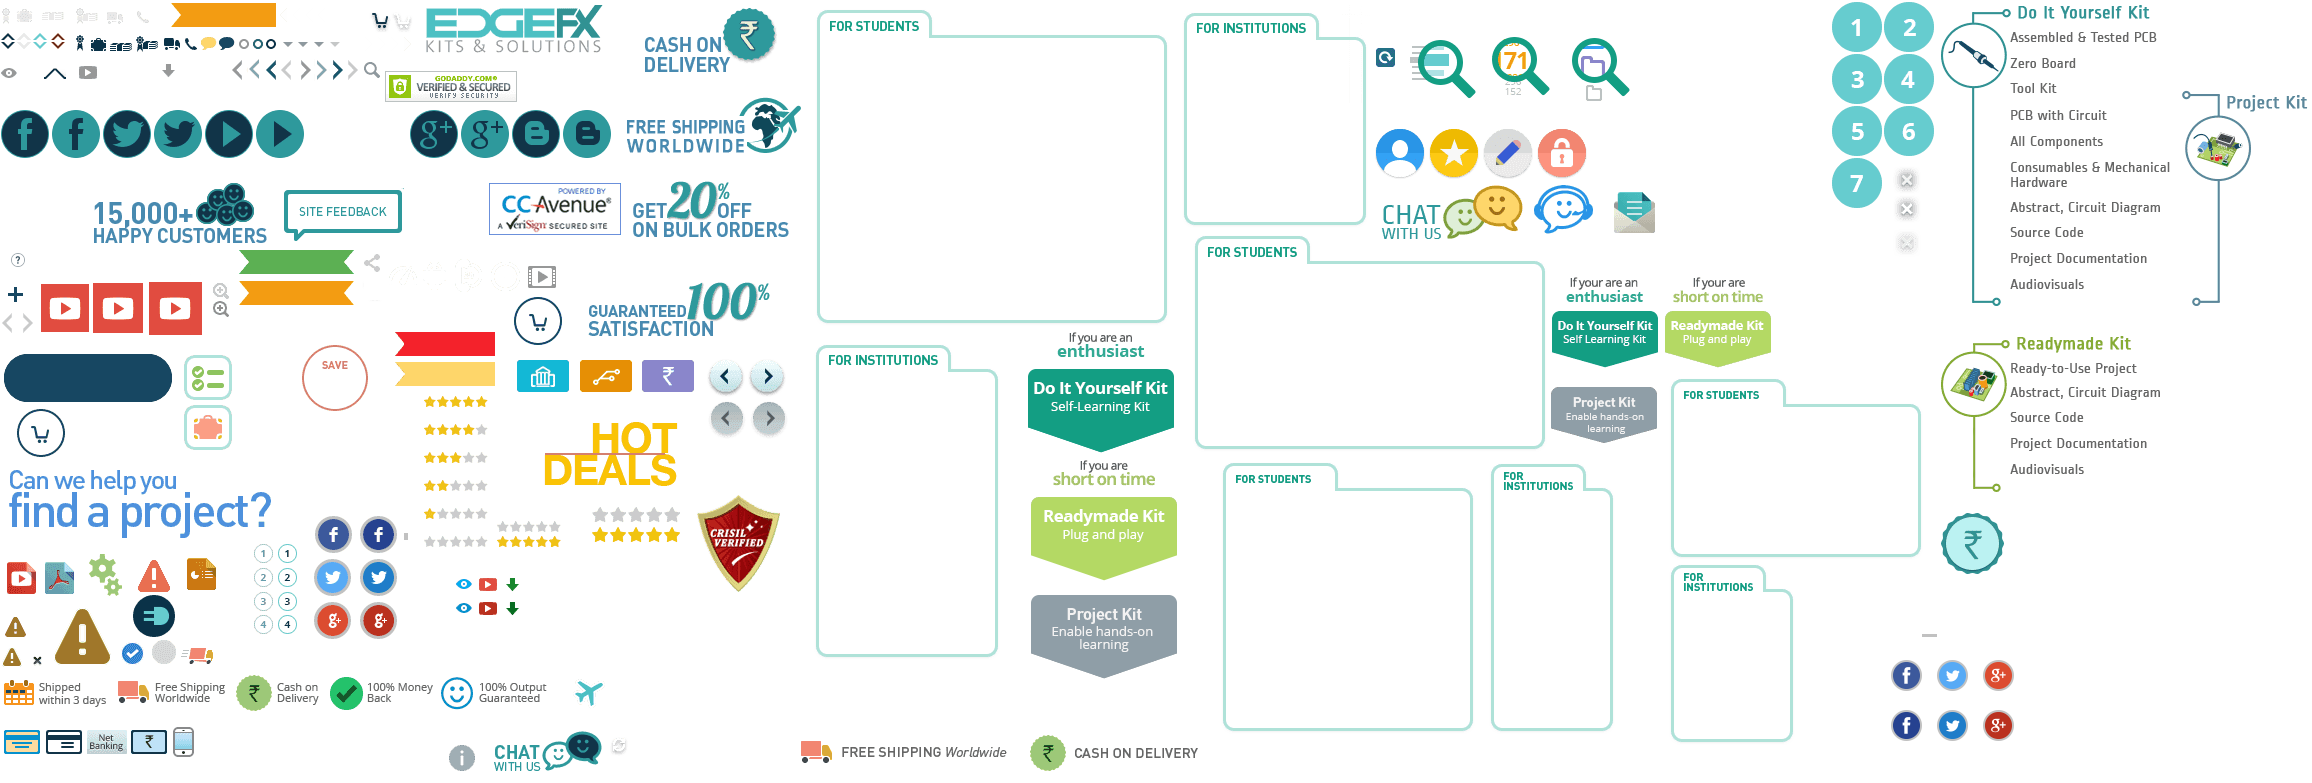 EDGEFX
KITS & SOLUTIONS
GODADDY.COM®
VERIFIED & SECURED
VERIFY SECURITY
CASH ON
DELIVERY
₹
FREE SHIPPING
WORLDWIDE
15,000+
HAPPY CUSTOMERS
SITE FEEDBACK
POWERED BY
CCAvenue®
A VeriSign SECURED SITE
GET 20% OFF
ON BULK ORDERS
GUARANTEED 100%
SATISFACTION
SAVE
HOT
DEALS
CRISIL
VERIFIED
Can we help you
find a project?
1 1
2 2
3 3
4 4
Shipped
within 3 days
Free Shipping
Worldwide
Cash on
Delivery
100% Money
Back
100% Output
Guaranteed
Net
Banking
CHAT
WITH US
FOR STUDENTS
FOR INSTITUTIONS
If you are an
enthusiast
Do It Yourself Kit
Self-Learning Kit
If you are
short on time
Readymade Kit
Plug and play
Project Kit
Enable hands-on
learning
FREE SHIPPING Worldwide
CASH ON DELIVERY
FOR INSTITUTIONS
71
152
CHAT
WITH US
FOR STUDENTS
If your are an
enthusiast
Do It Yourself Kit
Self Learning Kit
If your are
short on time
Readymade Kit
Plug and play
Project Kit
Enable hands-on
learning
FOR STUDENTS
FOR
INSTITUTIONS
FOR STUDENTS
FOR
INSTITUTIONS
1 2
3 4
5 6
7
Do It Yourself Kit
Assembled & Tested PCB
Zero Board
Tool Kit
PCB with Circuit
All Components
Consumables & Mechanical
Hardware
Abstract, Circuit Diagram
Source Code
Project Documentation
Audiovisuals
Project Kit
Readymade Kit
Ready-to-Use Project
Abstract, Circuit Diagram
Source Code
Project Documentation
Audiovisuals
₹